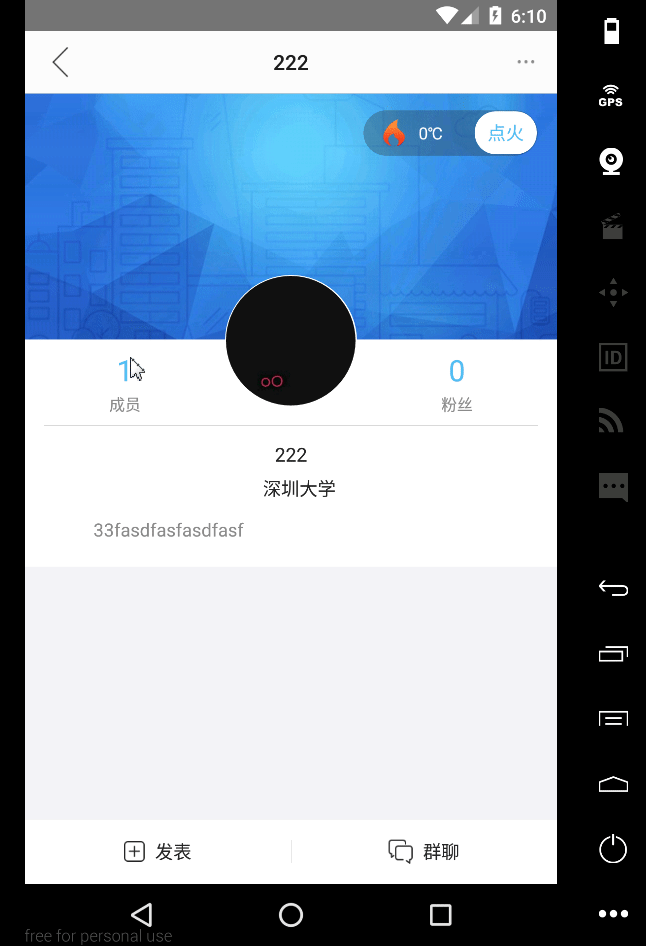 6:10
222
GPS
0℃ 点火
1
0
oO
成员
粉丝
ID
222
深圳大学
33fasdfasfasdfasf
发表
群聊
free for personal use